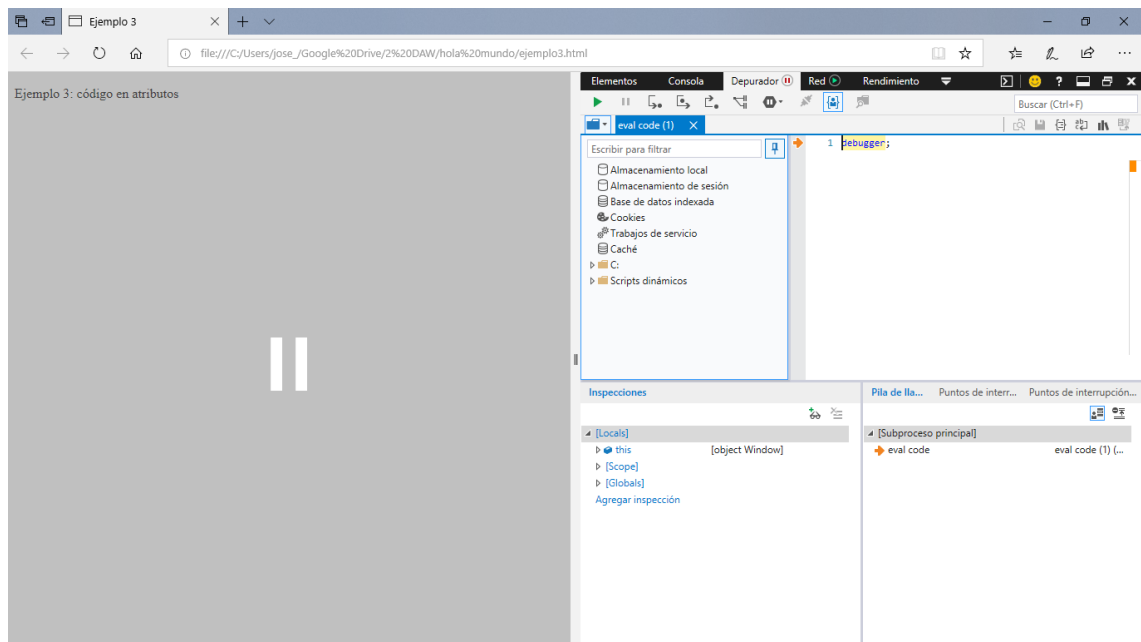 Ejemplo 3
file:///C:/Users/jose_/Google%20Drive/2%20DAW/hola%20mundo/ejemplo3.html
Ejemplo 3: código en atributos
Elementos Consola Depurador Red Rendimiento
Buscar (Ctrl+F)
eval code (1)
Escribir para filtrar
1 debugger;
Almacenamiento local
Almacenamiento de sesión
Base de datos indexada
Cookies
Trabajos de servicio
Caché
C:
Scripts dinámicos
Inspecciones
Pila de lla... Puntos de interr... Puntos de interrupción...
[Locals]
this [object Window]
[Scope]
[Globals]
Agregar inspección
[Subproceso principal]
eval code eval code (1) (...